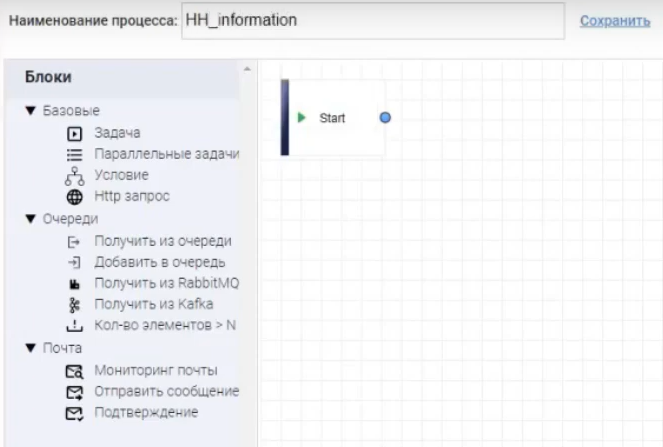 Наименование процесса: HH_information Сохранить
Блоки
▼ Базовые
Задача
Параллельные задачи
Условие
Http запрос
▼ Очереди
Получить из очереди
Добавить в очередь
Получить из RabbitMQ
Получить из Kafka
Кол-во элементов > N
▼ Почта
Мониторинг почты
Отправить сообщение
Подтверждение
Start